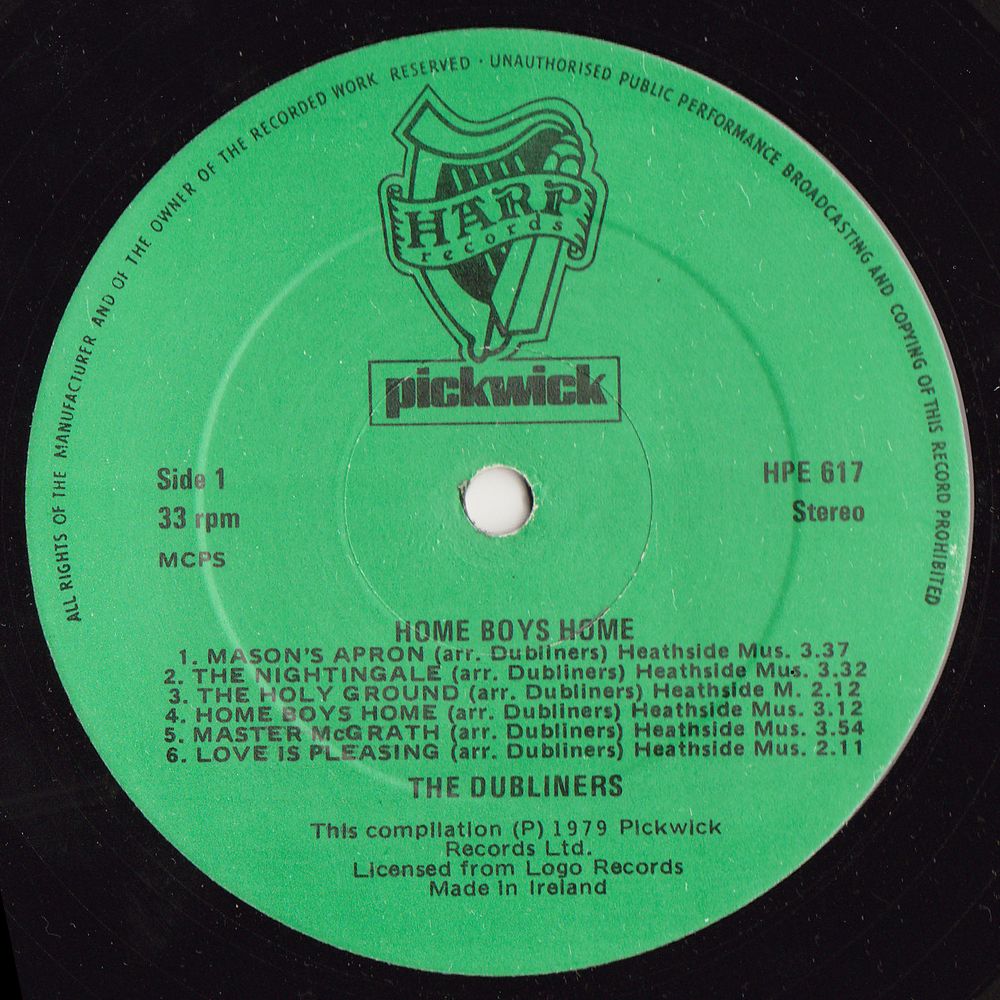 ALL RIGHTS OF THE MANUFACTURER AND OF THE OWNER OF THE RECORDED WORK RESERVED · UNAUTHORISED PUBLIC PERFORMANCE BROADCASTING AND COPYING OF THIS RECORD PROHIBITED
HARP
records
pickwick
Side 1
33 rpm
MCPS
HPE 617
Stereo
HOME BOYS HOME
1. MASON'S APRON (arr. Dubliners) Heathside Mus. 3.37
2. THE NIGHTINGALE (arr. Dubliners) Heathside Mus. 3.32
3. THE HOLY GROUND (arr. Dubliners) Heathside M. 2.12
4. HOME BOYS HOME (arr. Dubliners) Heathside Mus. 3.12
5. MASTER McGRATH (arr. Dubliners) Heathside Mus. 3.54
6. LOVE IS PLEASING (arr. Dubliners) Heathside Mus. 2.11
THE DUBLINERS
This compilation (P) 1979 Pickwick
Records Ltd.
Licensed from Logo Records
Made in Ireland